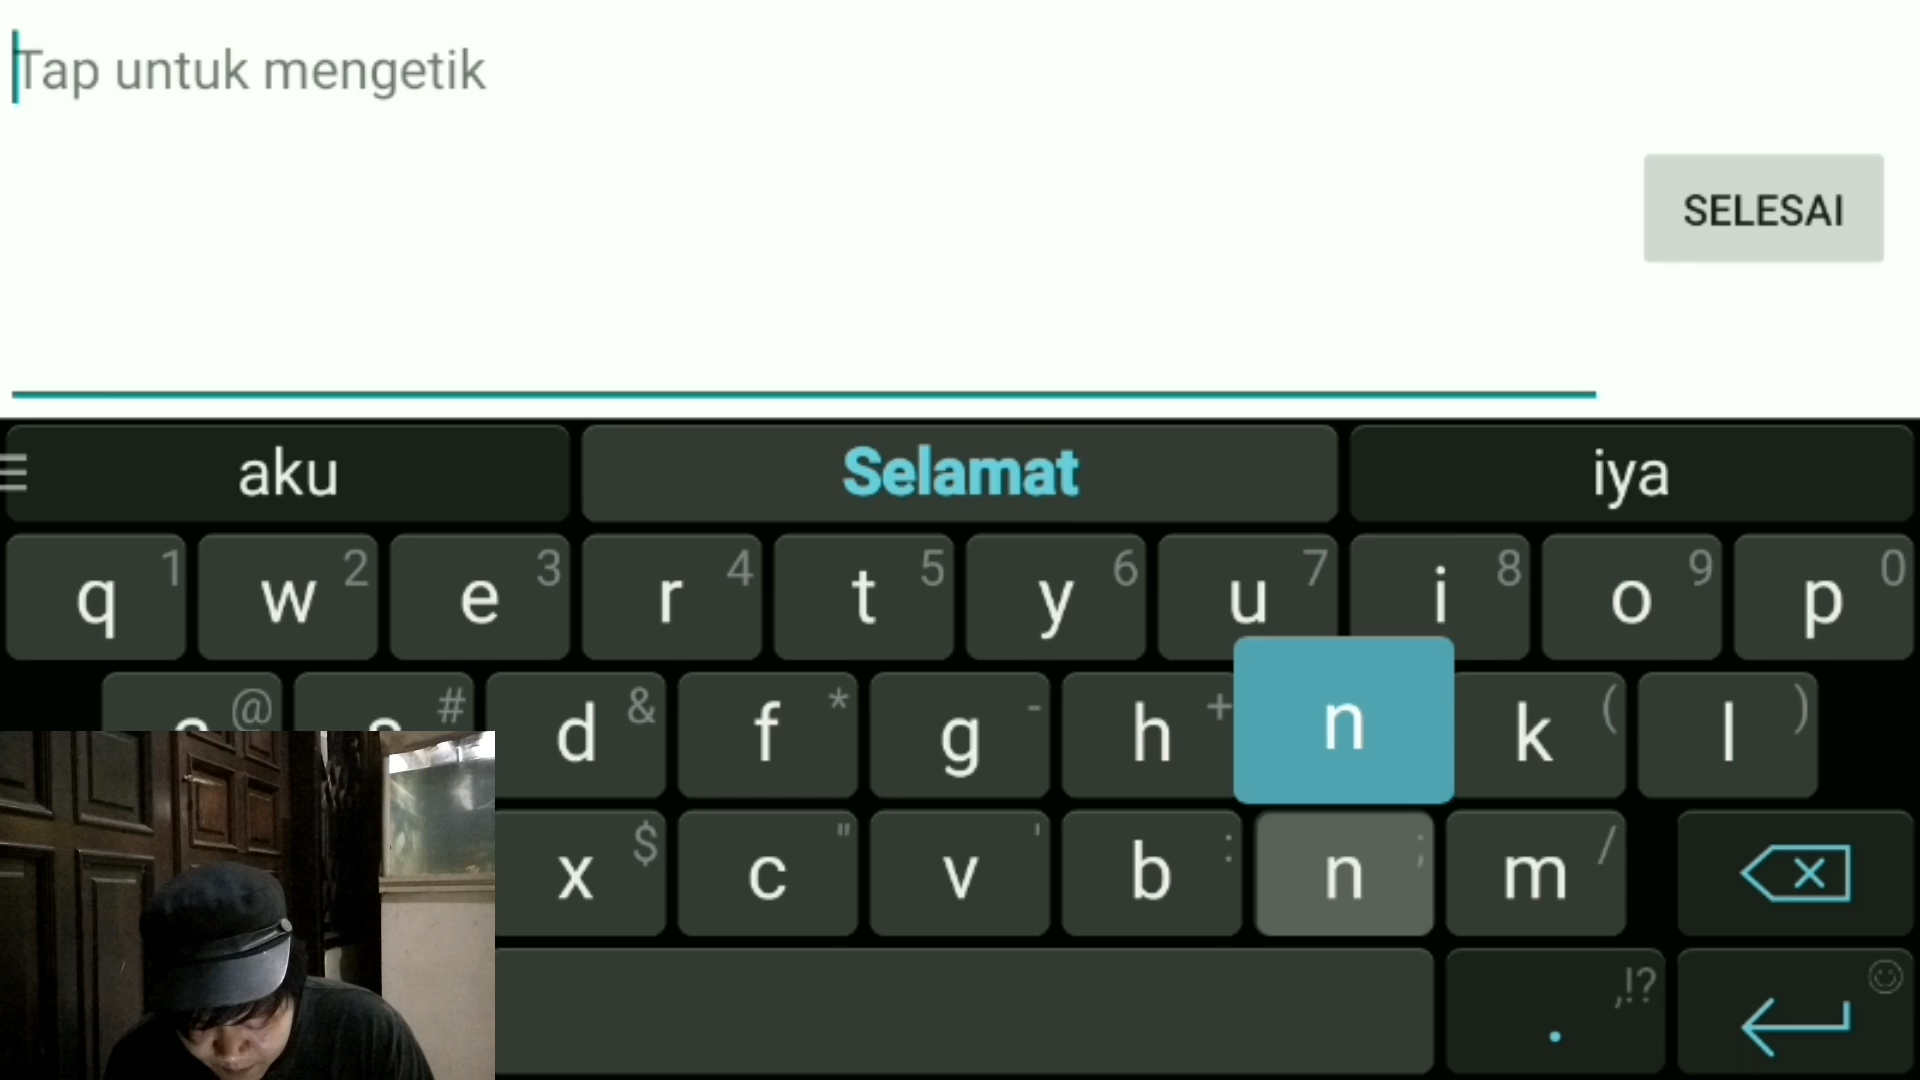 Tap untuk mengetik
SELESAI
aku Selamat iya
q 1 w 2 e 3 r 4 t 5 y 6 u 7 i 8 o 9 p 0
@ # d & f * g - h + n k ( l )
x $ c " v ' b : n ; m /
. ,!?